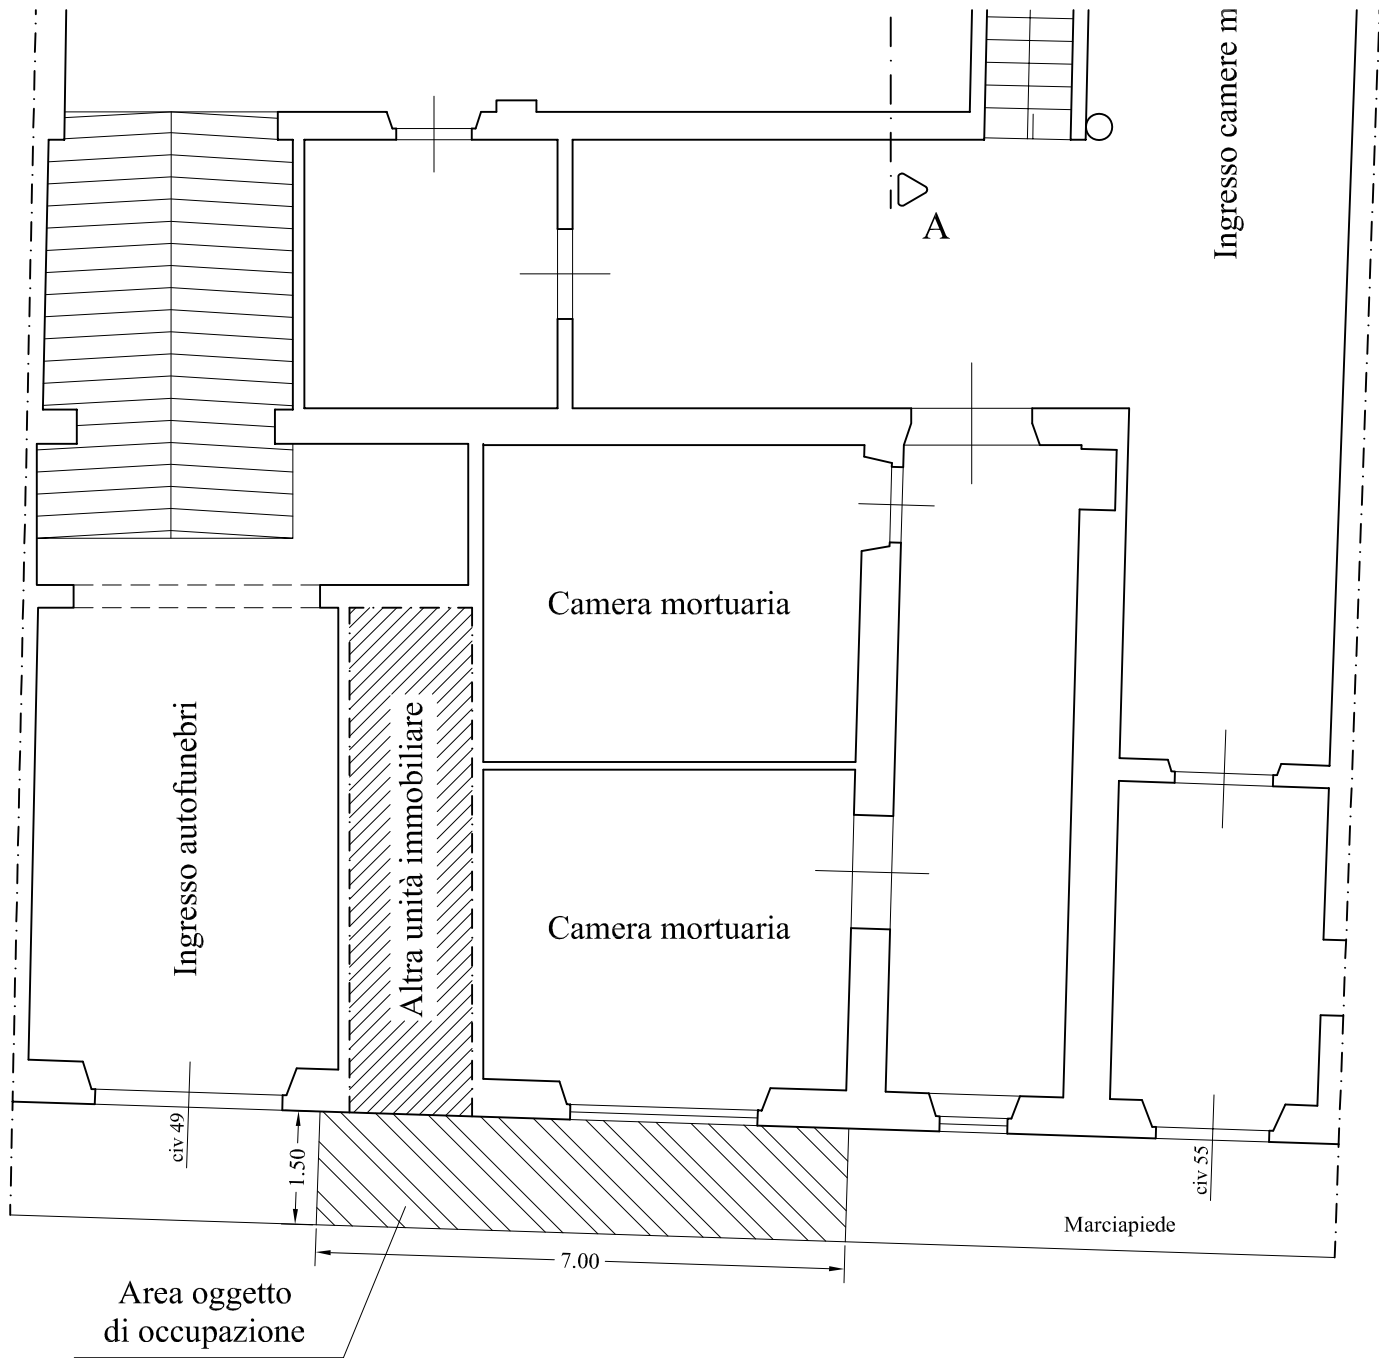 Ingresso camere m
A
Camera mortuaria
Ingresso autofunebri
Altra unità immobiliare
Camera mortuaria
civ 49
1.50
civ 55
Marciapiede
7.00
Area oggetto
di occupazione